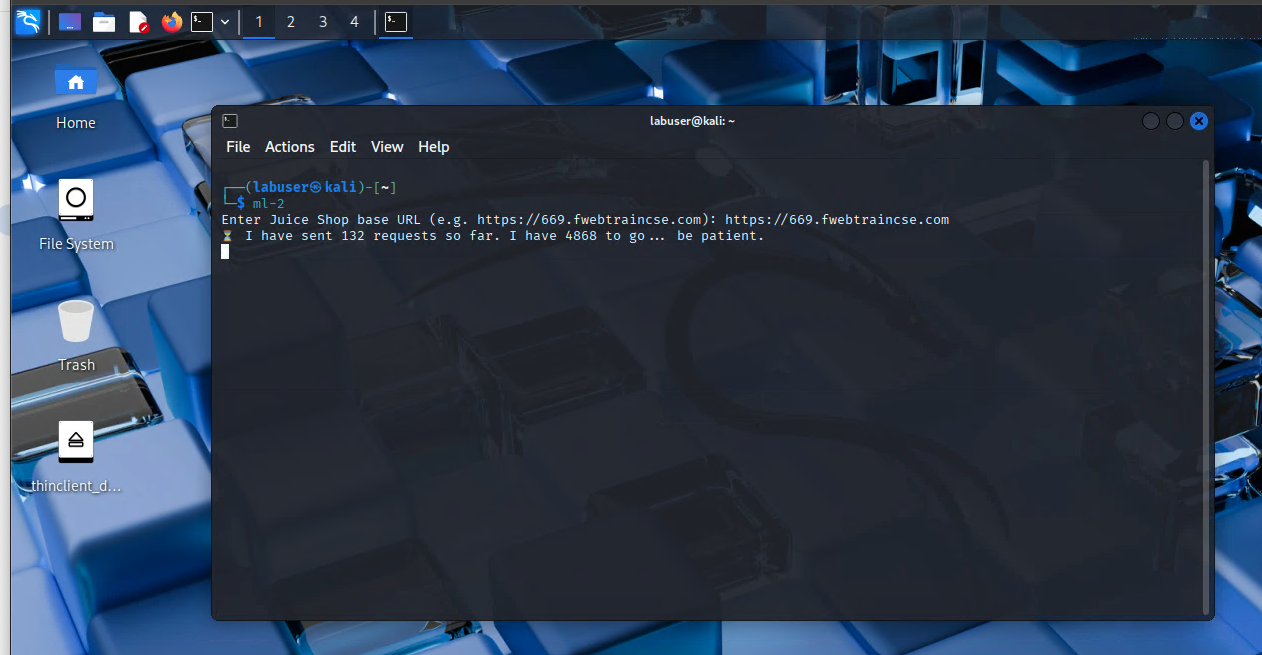 1 2 3 4
Home
File System
Trash
thinclient_d...
labuser@kali: ~
File Actions Edit View Help
┌──(labuser㉿kali)-[~]
└─$ ml-2
Enter Juice Shop base URL (e.g. https://669.fwebtraincse.com): https://669.fwebtraincse.com
⏳ I have sent 132 requests so far. I have 4868 to go... be patient.